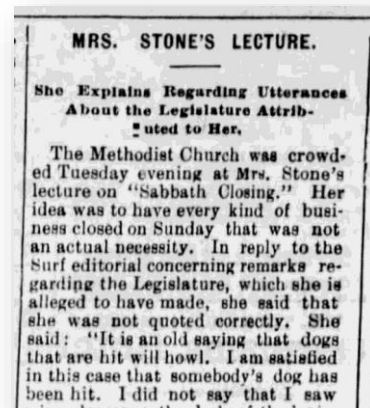 MRS. STONE'S LECTURE.
She Explains Regarding Utterances
About the Legislature Attrib-
uted to Her.
The Methodist Church was crowd-
ed Tuesday evening at Mrs. Stone's
lecture on "Sabbath Closing." Her
idea was to have every kind of busi-
ness closed on Sunday that was not
an actual necessity. In reply to the
Surf editorial concerning remarks re-
garding the Legislature, which she is
alleged to have made, she said that
she was not quoted correctly. She
said: "It is an old saying that dogs
that are hit will howl. I am satisfied
in this case that somebody's dog has
been hit. I did not say that I saw